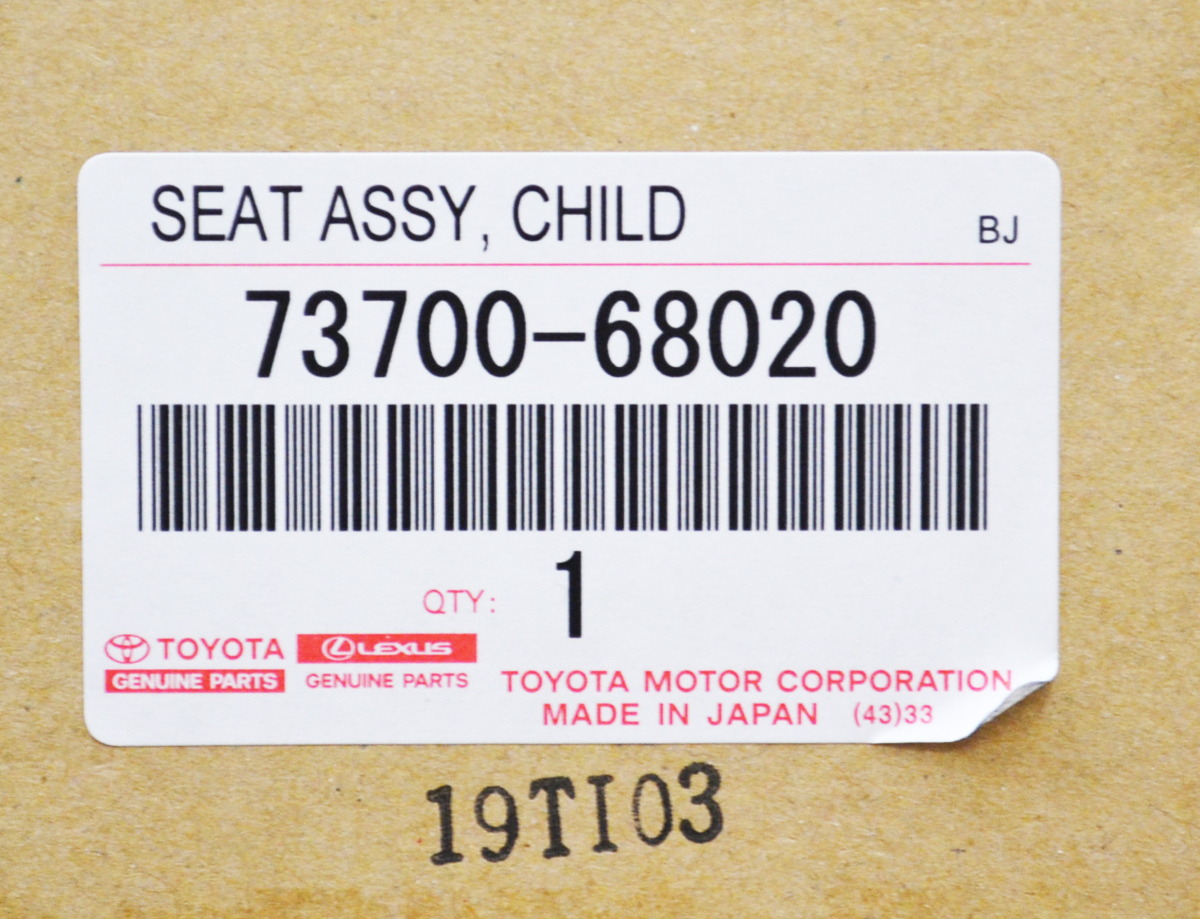 SEAT ASSY, CHILD
BJ
73700-68020
QTY: 1
TOYOTA
GENUINE PARTS
LEXUS
GENUINE PARTS
TOYOTA MOTOR CORPORATION
MADE IN JAPAN (43)33
19TI03